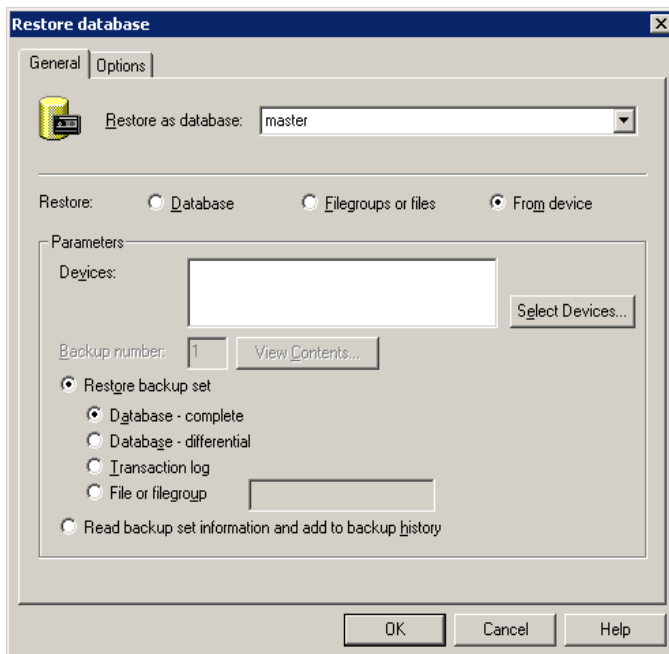 Restore database
General
Options
Restore as database:
master
Restore:
Database
Filegroups or files
From device
Parameters
Devices:
Select Devices...
Backup number:
1
View Contents...
Restore backup set
Database - complete
Database - differential
Transaction log
File or filegroup
Read backup set information and add to backup history
OK
Cancel
Help